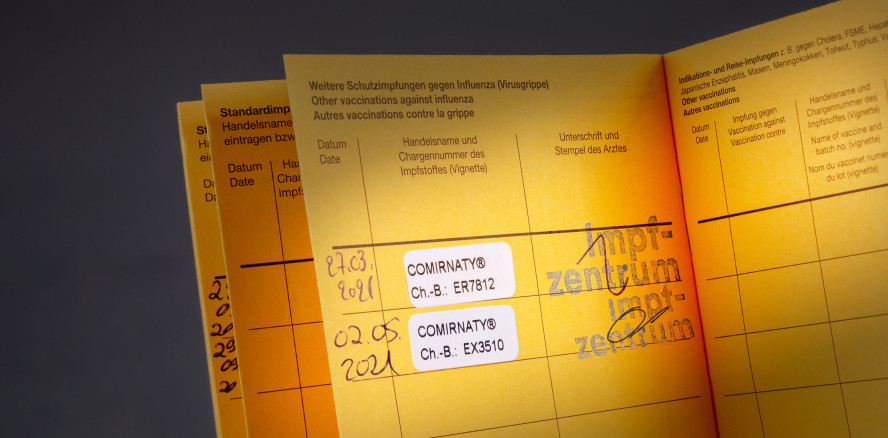 Standardimp
Handelsname
eintragen bzw
Datum
Date
Weitere Schutzimpfungen gegen Influenza (Virusgrippe)
Other vaccinations against influenza
Autres vaccinations contre la grippe
Datum
Date
Handelsname und
Chargennummer des
Impfstoffes (Vignette)
Unterschrift und
Stempel des Arztes
27.03.
2021
COMIRNATY®
Ch.-B.: ER7812
Impf-
zentrum
02.05.
2021
COMIRNATY®
Ch.-B.: EX3510
Impf-
zentrum
Indikations- und Reise-Impfungen z. B. gegen Cholera, FSME,
Japanische Enzephalitis, Masern, Meningokokken, Tollwut, Typhus,
Other vaccinations
Autres vaccinations
Datum
Date
Impfung gegen
Vaccination against
Vaccination contre
Handelsname und
Chargennummer des
Impfstoffes (Vignette)
Name of vaccine and
batch no. (vignette)
Nom du vaccinet numé
du lot (vignette)